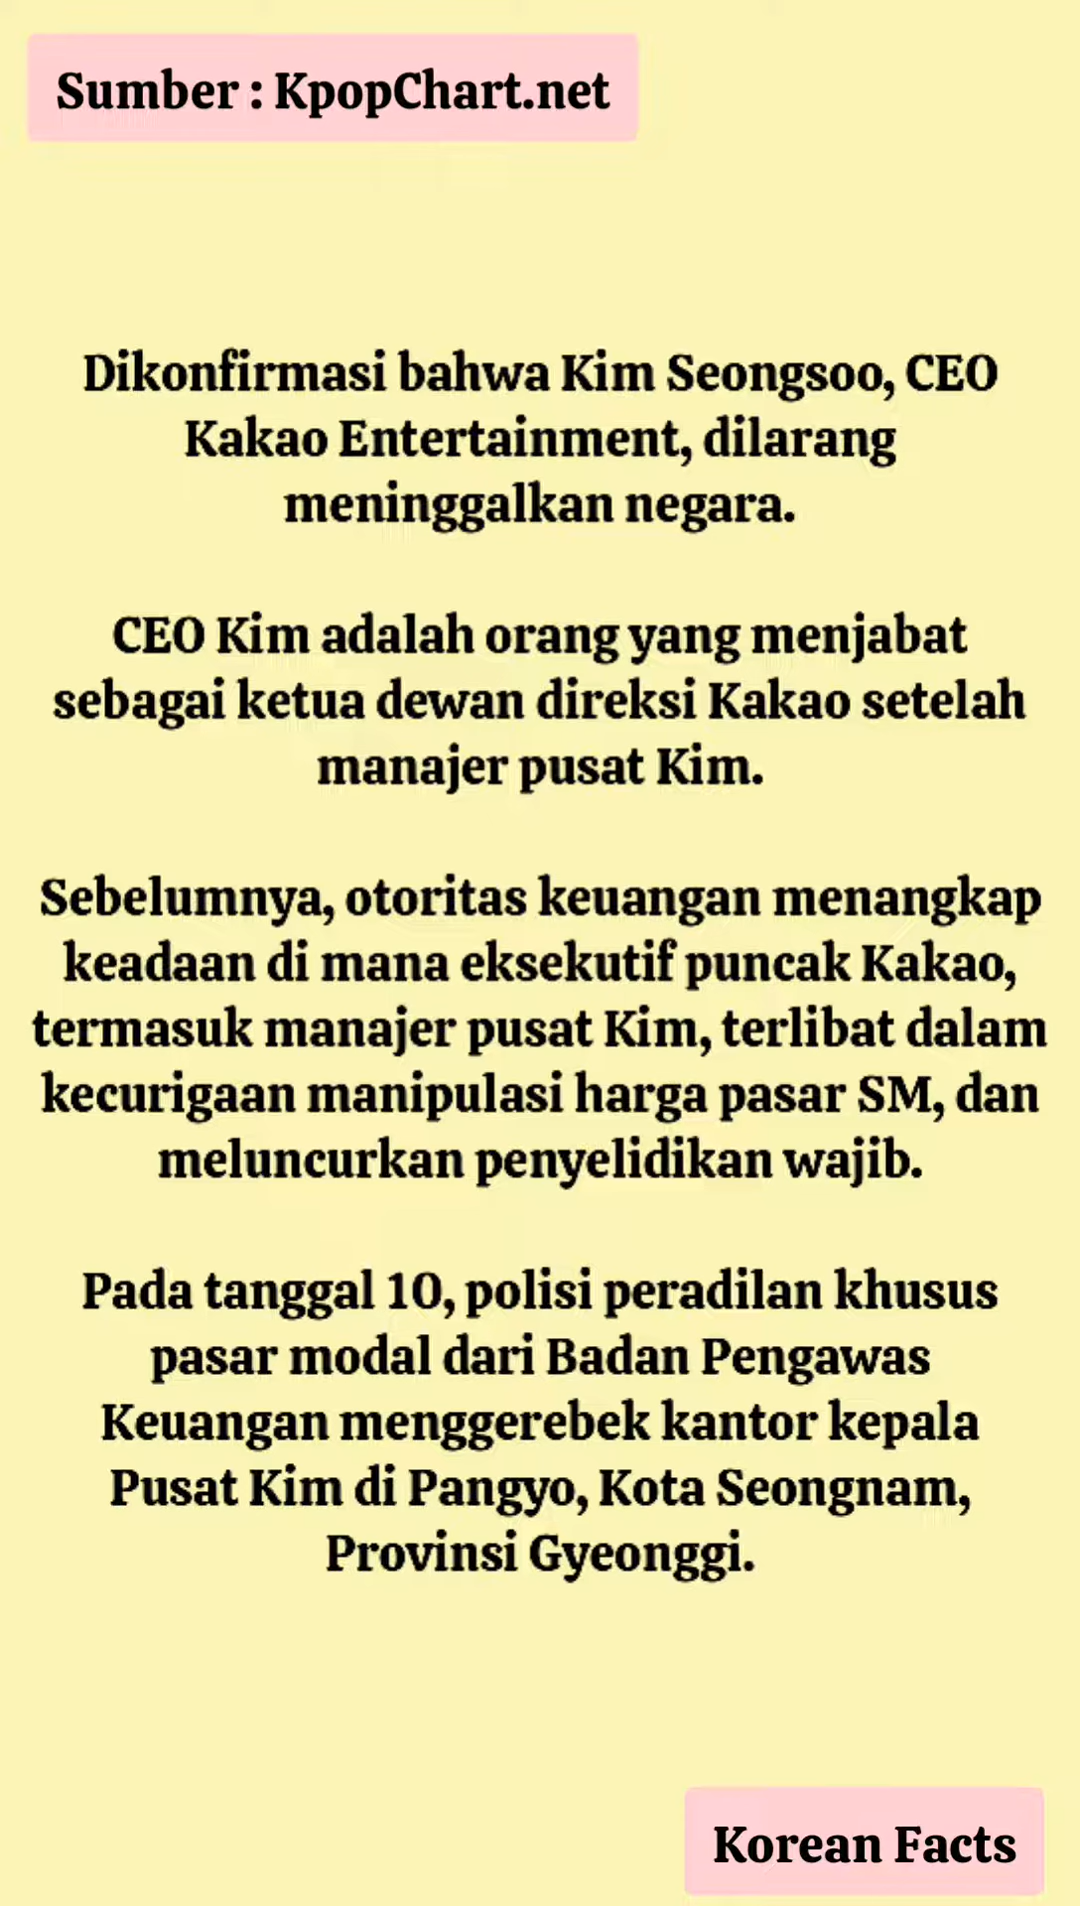 Sumber : KpopChart.net
Dikonfirmasi bahwa Kim Seongsoo, CEO
Kakao Entertainment, dilarang
meninggalkan negara.
CEO Kim adalah orang yang menjabat
sebagai ketua dewan direksi Kakao setelah
manajer pusat Kim.
Sebelumnya, otoritas keuangan menangkap
keadaan di mana eksekutif puncak Kakao,
termasuk manajer pusat Kim, terlibat dalam
kecurigaan manipulasi harga pasar SM, dan
meluncurkan penyelidikan wajib.
Pada tanggal 10, polisi peradilan khusus
pasar modal dari Badan Pengawas
Keuangan menggerebek kantor kepala
Pusat Kim di Pangyo, Kota Seongnam,
Provinsi Gyeonggi.
Korean Facts